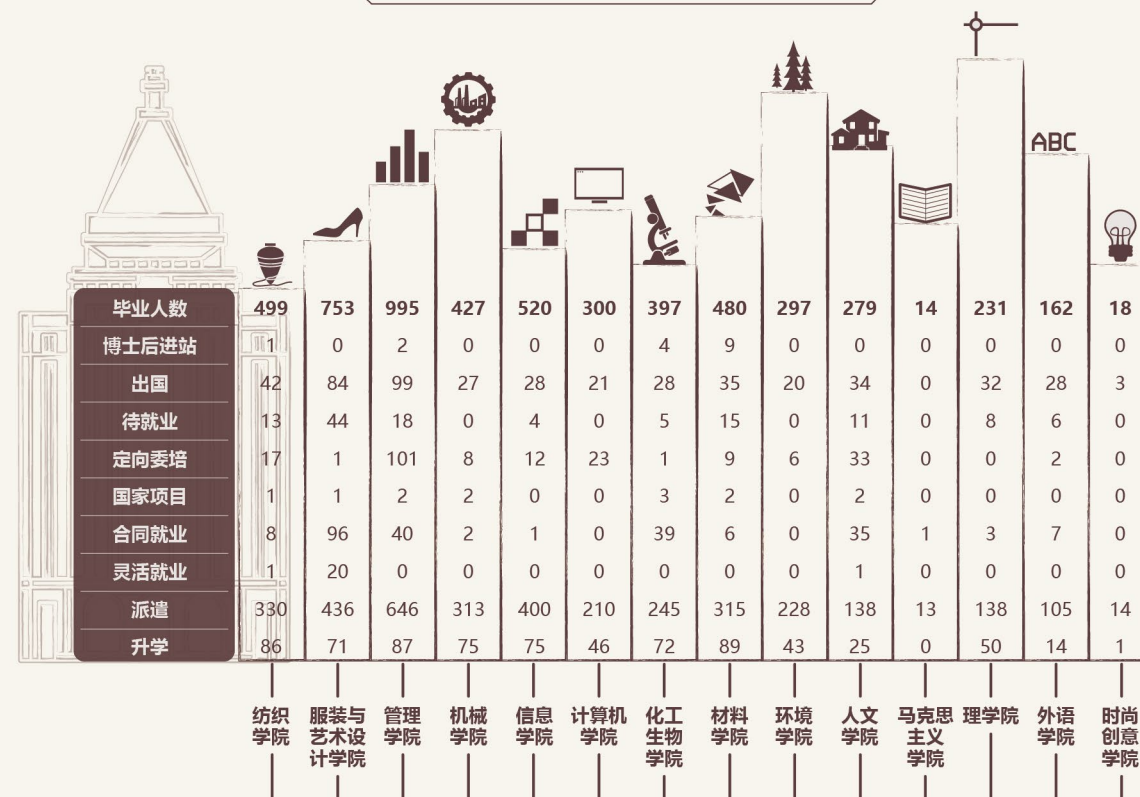 ABC
毕业人数 499 753 995 427 520 300 397 480 297 279 14 231 162 18
博士后进站 1 0 2 0 0 0 4 9 0 0 0 0 0 0
出国 42 84 99 27 28 21 28 35 20 34 0 32 28 3
待就业 13 44 18 0 4 0 5 15 0 11 0 8 6 0
定向委培 17 1 101 8 12 23 1 9 6 33 0 0 2 0
国家项目 1 1 2 2 0 0 3 2 0 2 0 0 0 0
合同就业 8 96 40 2 1 0 39 6 0 35 1 3 7 0
灵活就业 1 20 0 0 0 0 0 0 0 1 0 0 0 0
派遣 330 436 646 313 400 210 245 315 228 138 13 138 105 14
升学 86 71 87 75 75 46 72 89 43 25 0 50 14 1
纺织
学院
服装与
艺术设
计学院
管理
学院
机械
学院
信息
学院
计算机
学院
化工
生物
学院
材料
学院
环境
学院
人文
学院
马克思
主义
学院
理学院
外语
学院
时尚
创意
学院